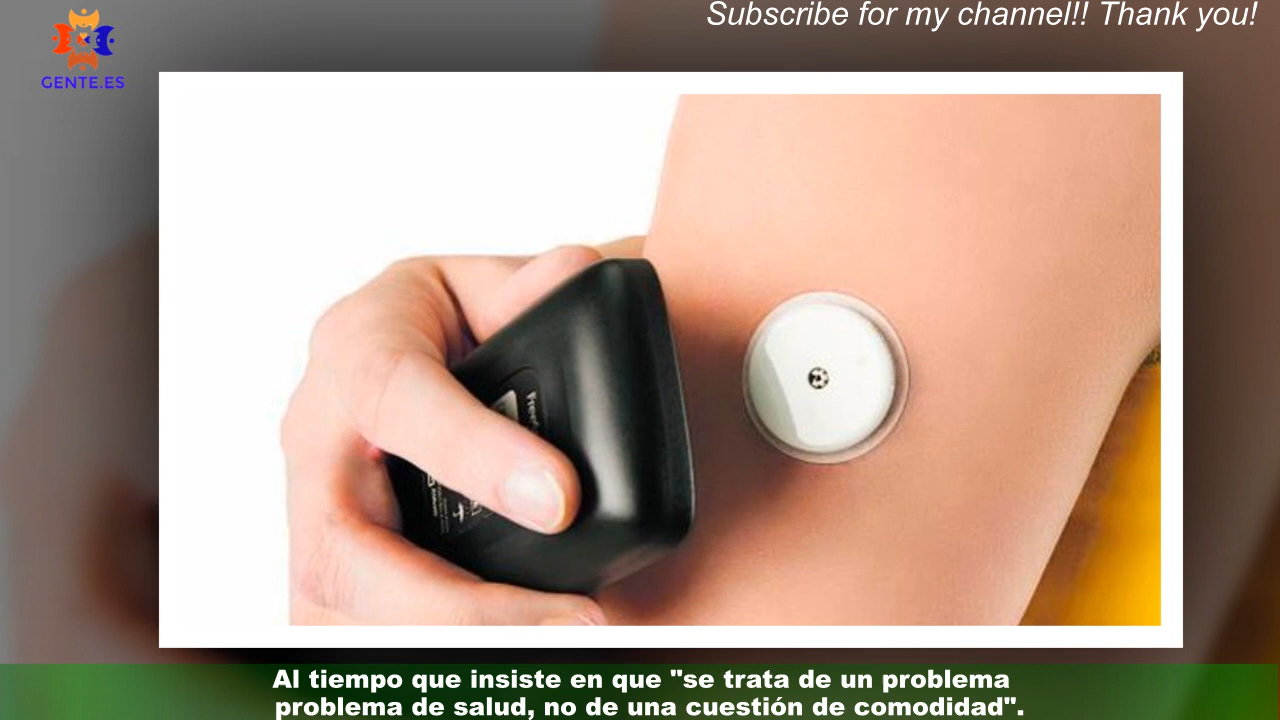 Subscribe for my channel!! Thank you!
GENTE.ES
Al tiempo que insiste en que "se trata de un problema
problema de salud, no de una cuestión de comodidad".